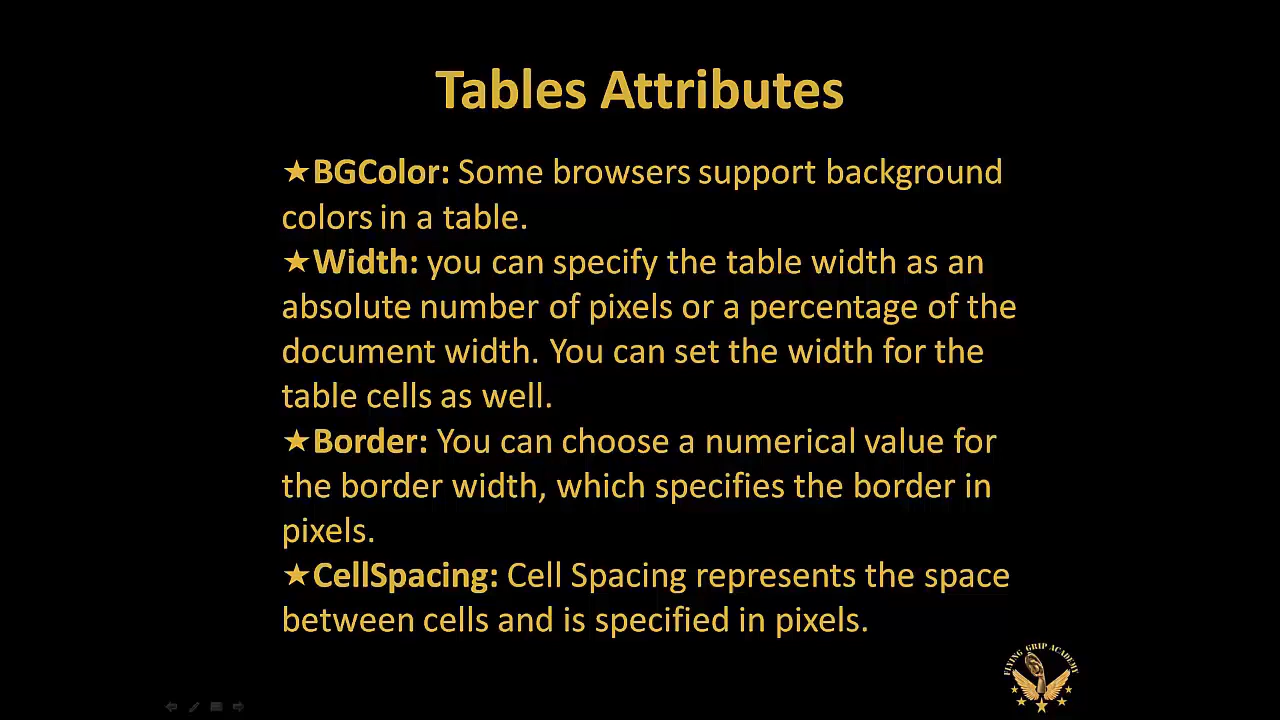 Tables Attributes
★BGColor: Some browsers support background
colors in a table.
★Width: you can specify the table width as an
absolute number of pixels or a percentage of the
document width. You can set the width for the
table cells as well.
★Border: You can choose a numerical value for
the border width, which specifies the border in
pixels.
★CellSpacing: Cell Spacing represents the space
between cells and is specified in pixels.
FLYING GRIP ACADEMY